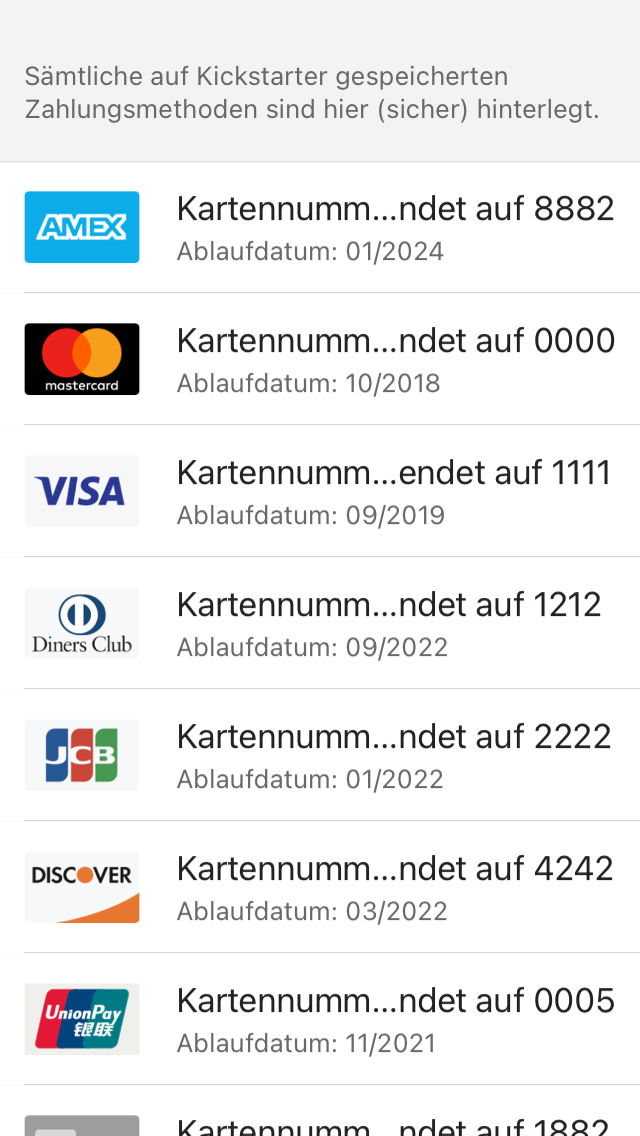 Sämtliche auf Kickstarter gespeicherten
Zahlungsmethoden sind hier (sicher) hinterlegt.
AMEX
Kartennumm...ndet auf 8882
Ablaufdatum: 01/2024
mastercard
Kartennumm...ndet auf 0000
Ablaufdatum: 10/2018
VISA
Kartennumm...endet auf 1111
Ablaufdatum: 09/2019
Diners Club
Kartennumm...ndet auf 1212
Ablaufdatum: 09/2022
JCB
Kartennumm...ndet auf 2222
Ablaufdatum: 01/2022
DISCOVER
Kartennumm...ndet auf 4242
Ablaufdatum: 03/2022
UnionPay
银联
Kartennumm...ndet auf 0005
Ablaufdatum: 11/2021
Kartennumm...ndet auf 1882